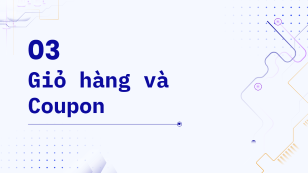 03
Giỏ hàng và
Coupon